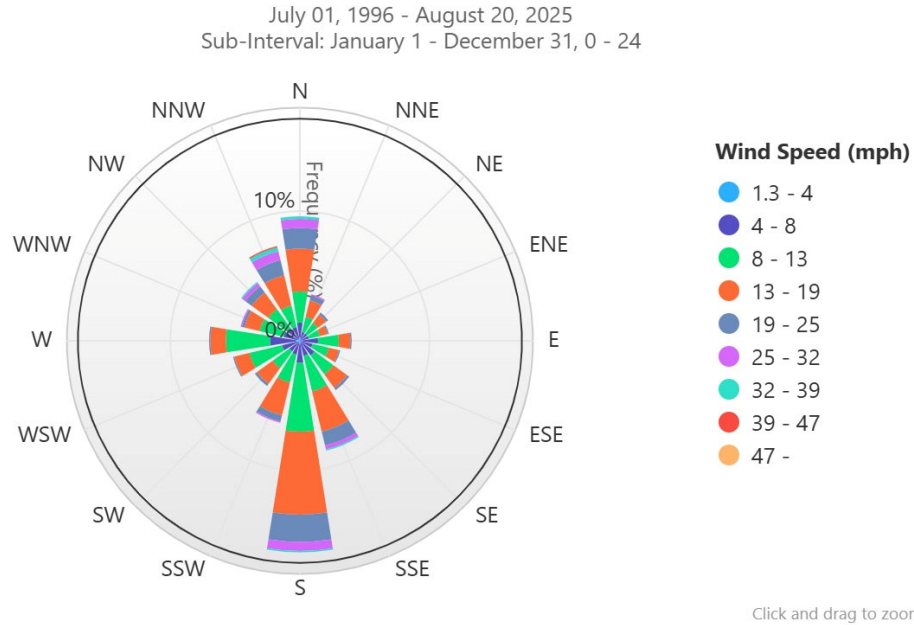 July 01, 1996 - August 20, 2025
Sub-Interval: January 1 - December 31, 0 - 24
N
NNW
NNE
NW
NE
WNW
ENE
W
E
WSW
ESE
SW
SE
SSW
SSE
S
10%
0%
Frequency (%)
Wind Speed (mph)
1.3 - 4
4 - 8
8 - 13
13 - 19
19 - 25
25 - 32
32 - 39
39 - 47
47 -
Click and drag to zoor